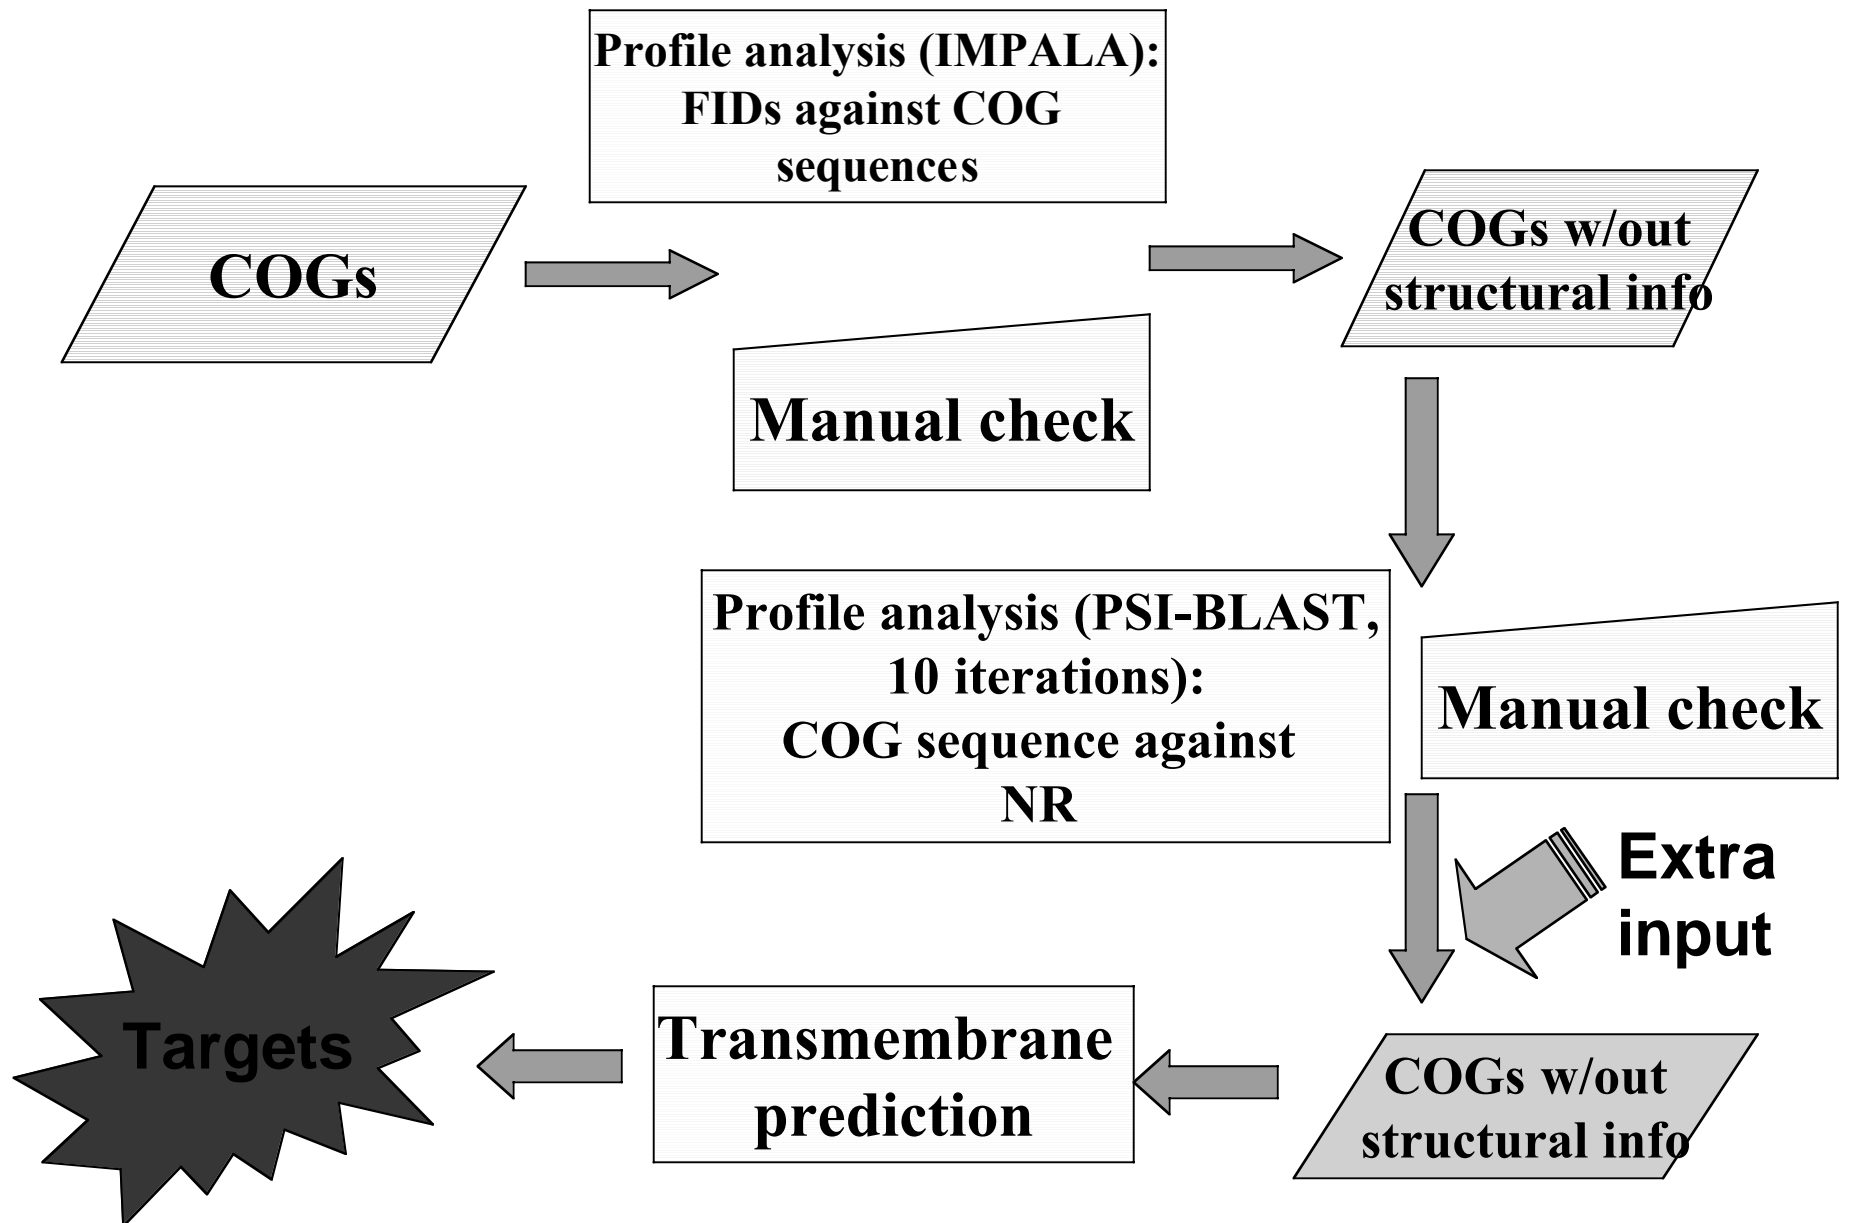 Profile analysis (IMPALA):
FIDs against COG
sequences
COGs
COGs w/out
structural info
Manual check
Profile analysis (PSI-BLAST,
10 iterations):
COG sequence against
NR
Manual check
Extra
input
COGs w/out
structural info
Transmembrane
prediction
Targets